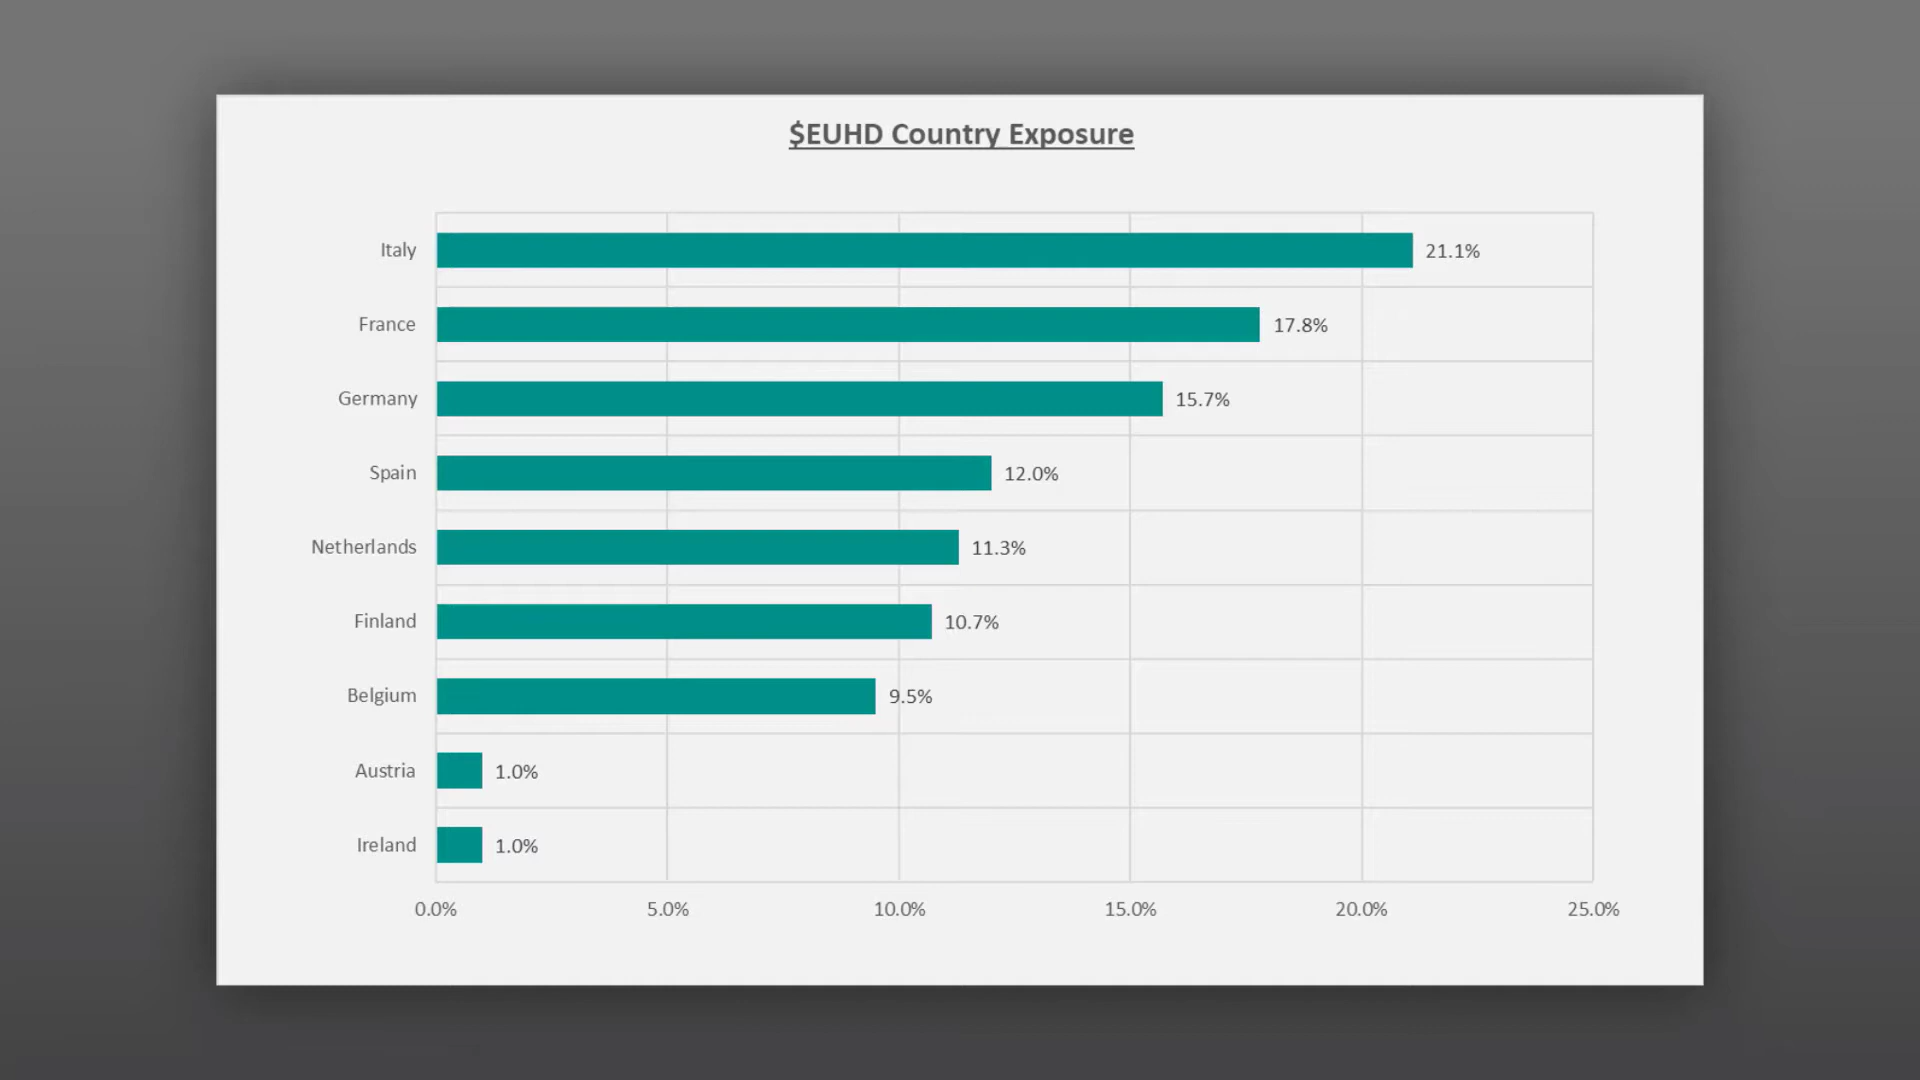 $EUHD Country Exposure
Italy 21.1%
France 17.8%
Germany 15.7%
Spain 12.0%
Netherlands 11.3%
Finland 10.7%
Belgium 9.5%
Austria 1.0%
Ireland 1.0%
0.0% 5.0% 10.0% 15.0% 20.0% 25.0%